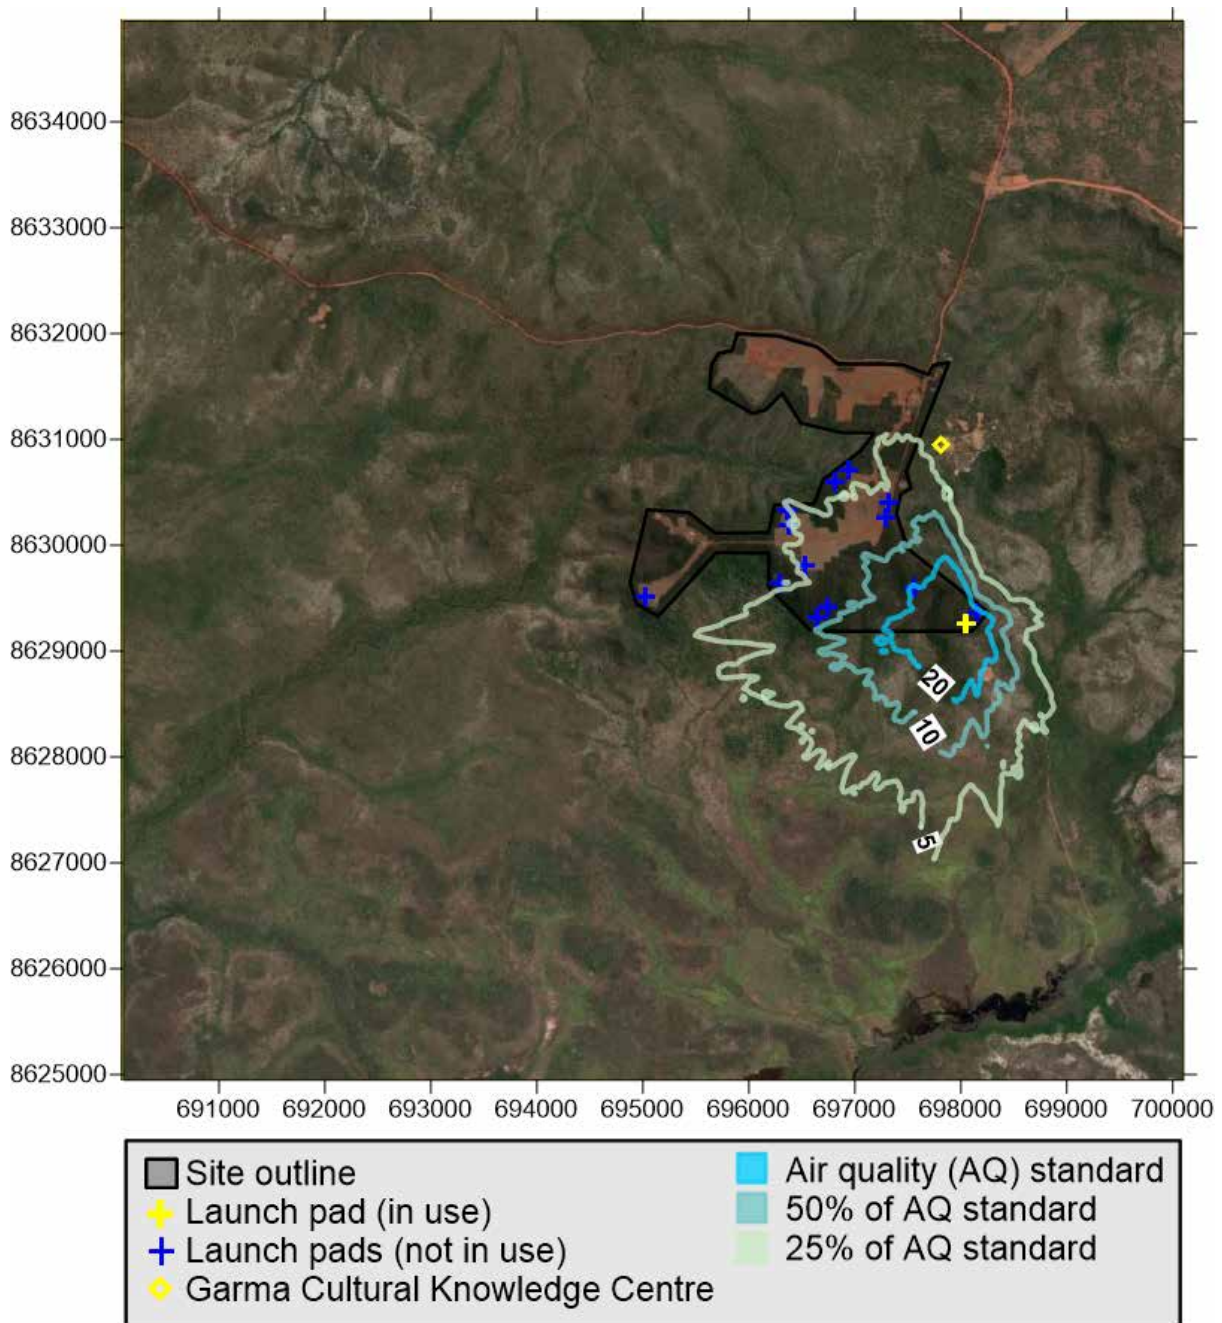 8634000
8633000
8632000
8631000
8630000
8629000
8628000
8627000
8626000
8625000
20
10
5
691000 692000 693000 694000 695000 696000 697000 698000 699000 700000
Site outline
Launch pad (in use)
Launch pads (not in use)
Garma Cultural Knowledge Centre
Air quality (AQ) standard
50% of AQ standard
25% of AQ standard